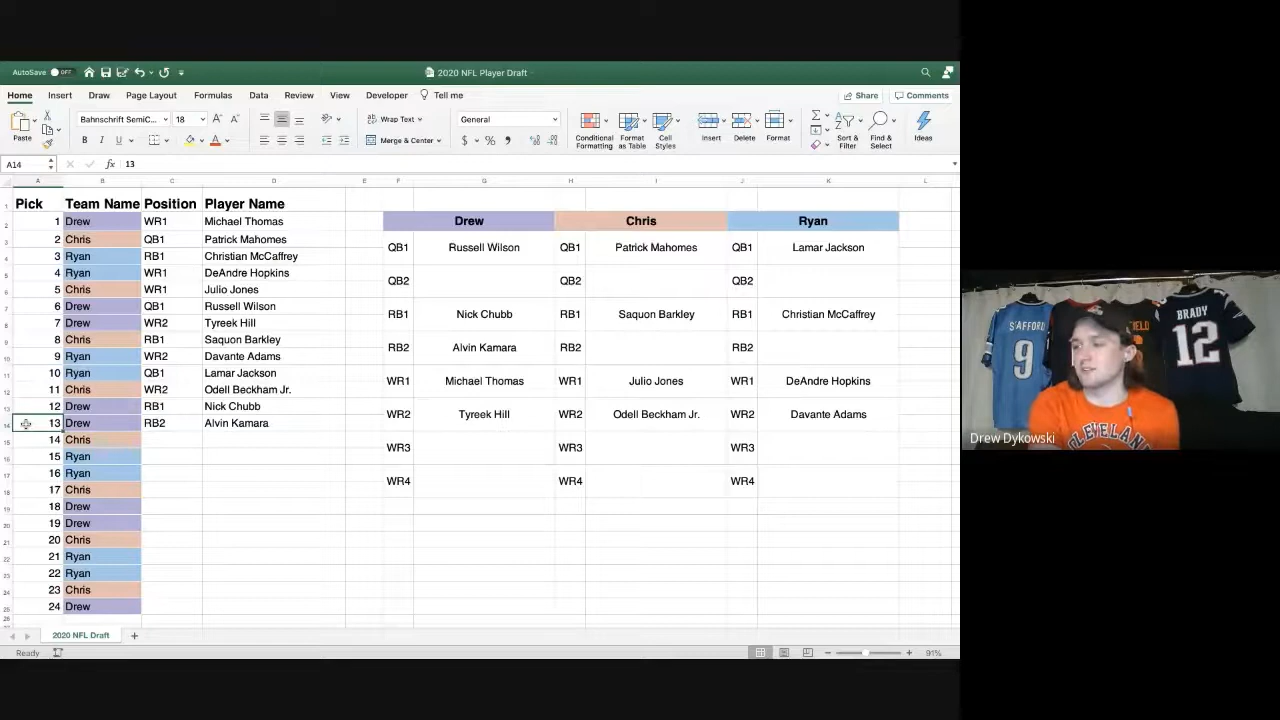 AutoSave OFF 2020 NFL Player Draft
Home Insert Draw Page Layout Formulas Data Review View Developer Tell me Share Comments
Paste Bahnschrift SemiC... 18 A A B I U Wrap Text Merge & Center General $ % Conditional Formatting Format as Table Cell Styles Insert Delete Format Sort & Filter Find & Select Ideas
A14 fx 13
A B C D E F G H I J K L
Pick Team Name Position Player Name
1 Drew WR1 Michael Thomas
2 Chris QB1 Patrick Mahomes
3 Ryan RB1 Christian McCaffrey
4 Ryan WR1 DeAndre Hopkins
5 Chris WR1 Julio Jones
6 Drew QB1 Russell Wilson
7 Drew WR2 Tyreek Hill
8 Chris RB1 Saquon Barkley
9 Ryan WR2 Davante Adams
10 Ryan QB1 Lamar Jackson
11 Chris WR2 Odell Beckham Jr.
12 Drew RB1 Nick Chubb
13 Drew RB2 Alvin Kamara
14 Chris
15 Ryan
16 Ryan
17 Chris
18 Drew
19 Drew
20 Chris
21 Ryan
22 Ryan
23 Chris
24 Drew
Drew Chris Ryan
QB1 Russell Wilson QB1 Patrick Mahomes QB1 Lamar Jackson
QB2 QB2 QB2
RB1 Nick Chubb RB1 Saquon Barkley RB1 Christian McCaffrey
RB2 Alvin Kamara RB2 RB2
WR1 Michael Thomas WR1 Julio Jones WR1 DeAndre Hopkins
WR2 Tyreek Hill WR2 Odell Beckham Jr. WR2 Davante Adams
WR3 WR3 WR3
WR4 WR4 WR4
2020 NFL Draft
Ready 91%
STAFFORD
9
BRADY
12
CLEVELAND
Drew Dykowski